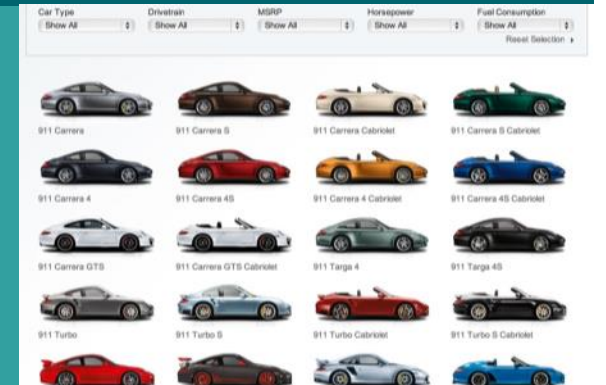 Car Type Drivetrain MSRP Horsepower Fuel Consumption
Show All Show All Show All Show All Show All
Reset Selection
911 Carrera 911 Carrera S 911 Carrera Cabriolet 911 Carrera S Cabriolet
911 Carrera 4 911 Carrera 4S 911 Carrera 4 Cabriolet 911 Carrera 4S Cabriolet
911 Carrera GTS 911 Carrera GTS Cabriolet 911 Targa 4 911 Targa 4S
911 Turbo 911 Turbo S 911 Turbo Cabriolet 911 Turbo S Cabriolet